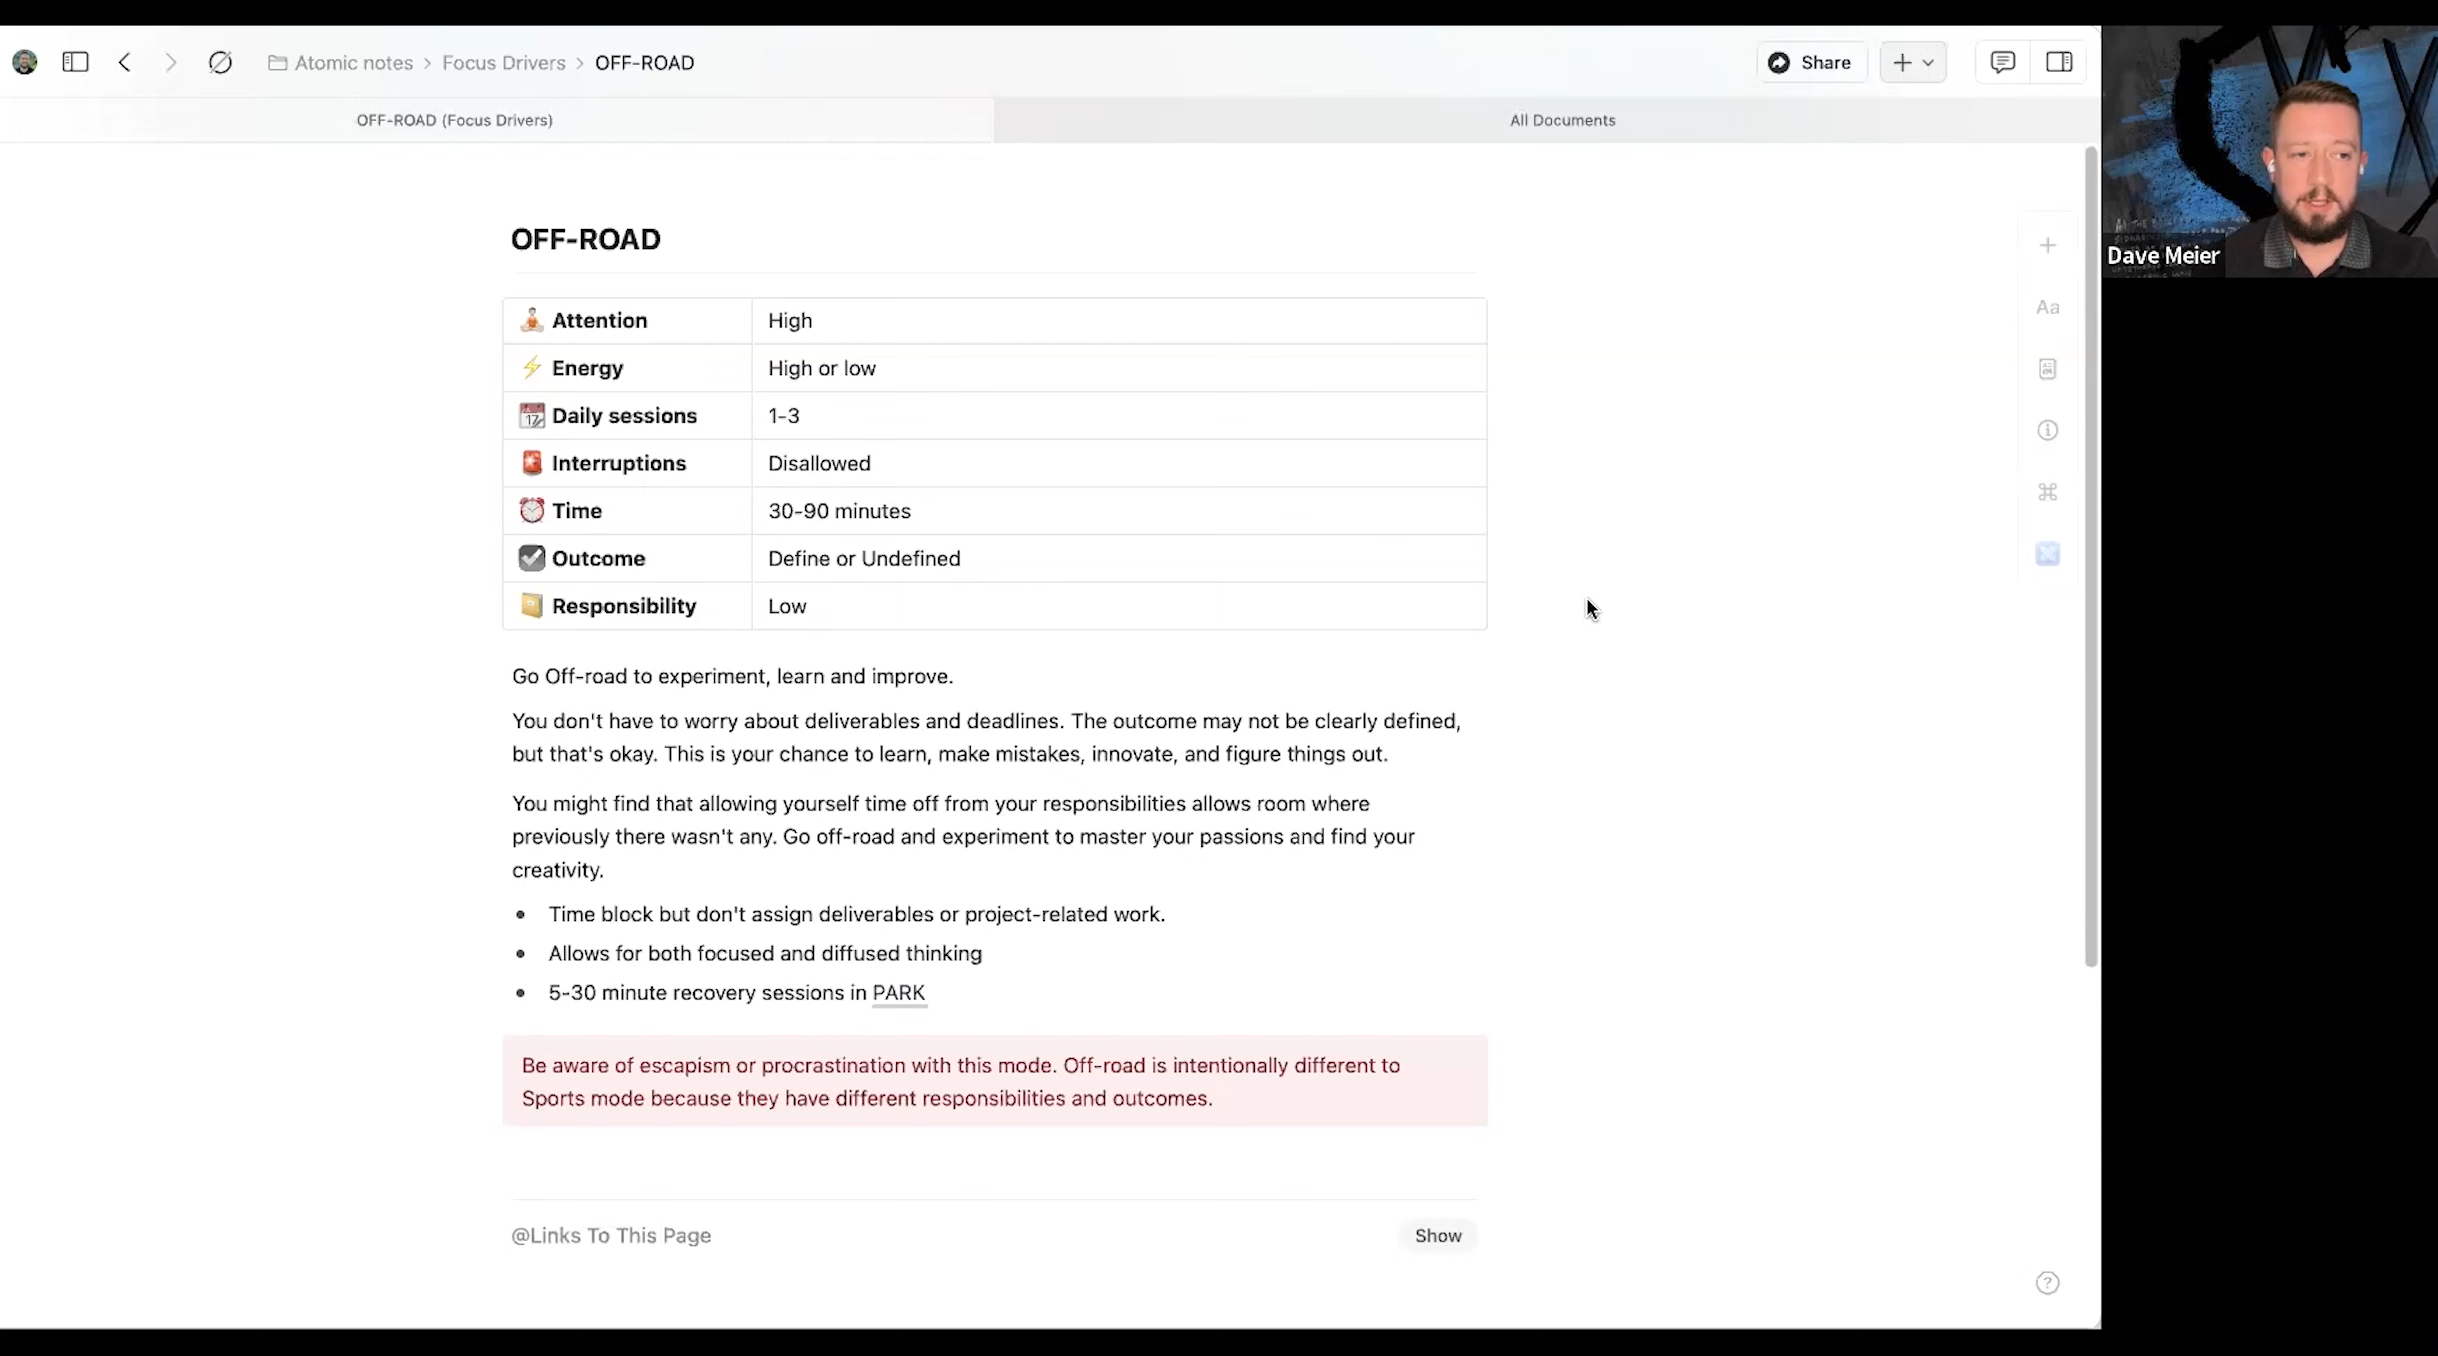 Atomic notes > Focus Drivers > OFF-ROAD
Share
OFF-ROAD (Focus Drivers)
All Documents
Dave Meier
OFF-ROAD
Aa
Attention High
Energy High or low
17 Daily sessions 1-3
Interruptions Disallowed
Time 30-90 minutes
Outcome Define or Undefined
Responsibility Low
Go Off-road to experiment, learn and improve.
You don't have to worry about deliverables and deadlines. The outcome may not be clearly defined,
but that's okay. This is your chance to learn, make mistakes, innovate, and figure things out.
You might find that allowing yourself time off from your responsibilities allows room where
previously there wasn't any. Go off-road and experiment to master your passions and find your
creativity.
• Time block but don't assign deliverables or project-related work.
• Allows for both focused and diffused thinking
• 5-30 minute recovery sessions in PARK
Be aware of escapism or procrastination with this mode. Off-road is intentionally different to
Sports mode because they have different responsibilities and outcomes.
@Links To This Page
Show